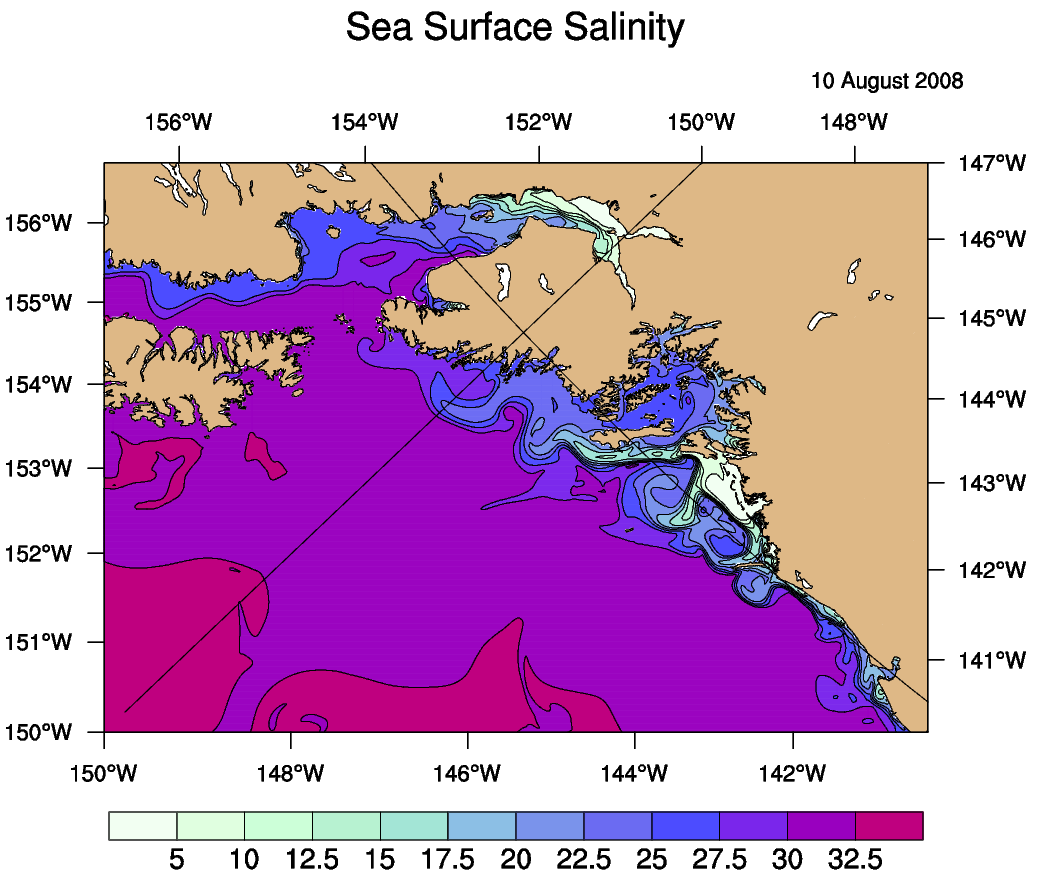 Sea Surface Salinity
10 August 2008
156°W 154°W 152°W 150°W 148°W
147°W
156°W
146°W
155°W
145°W
154°W
144°W
153°W
143°W
152°W
142°W
151°W
141°W
150°W
150°W 148°W 146°W 144°W 142°W
5 10 12.5 15 17.5 20 22.5 25 27.5 30 32.5